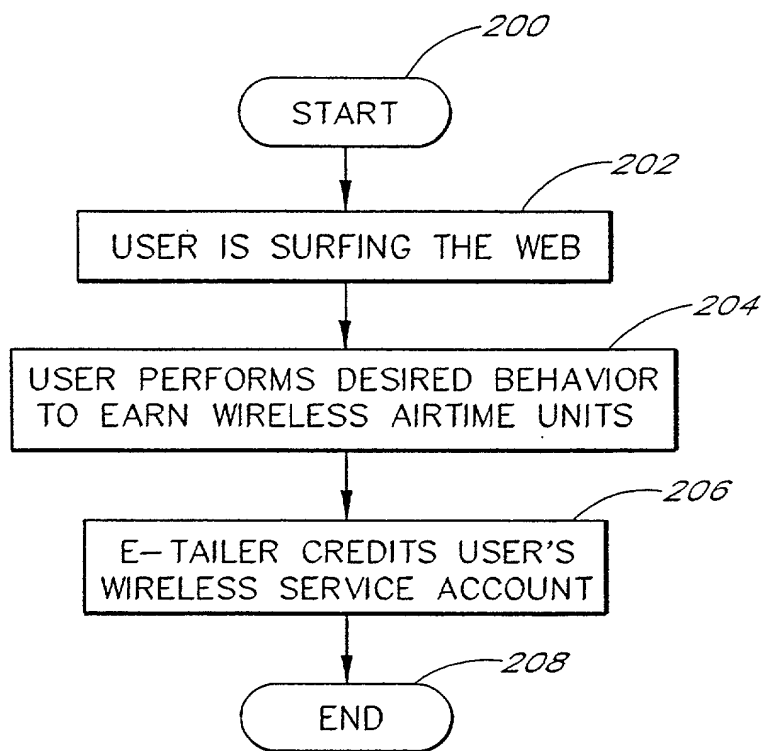 200
START
202
USER IS SURFING THE WEB
204
USER PERFORMS DESIRED BEHAVIOR
TO EARN WIRELESS AIRTIME UNITS
206
E-TAILER CREDITS USER'S
WIRELESS SERVICE ACCOUNT
208
END